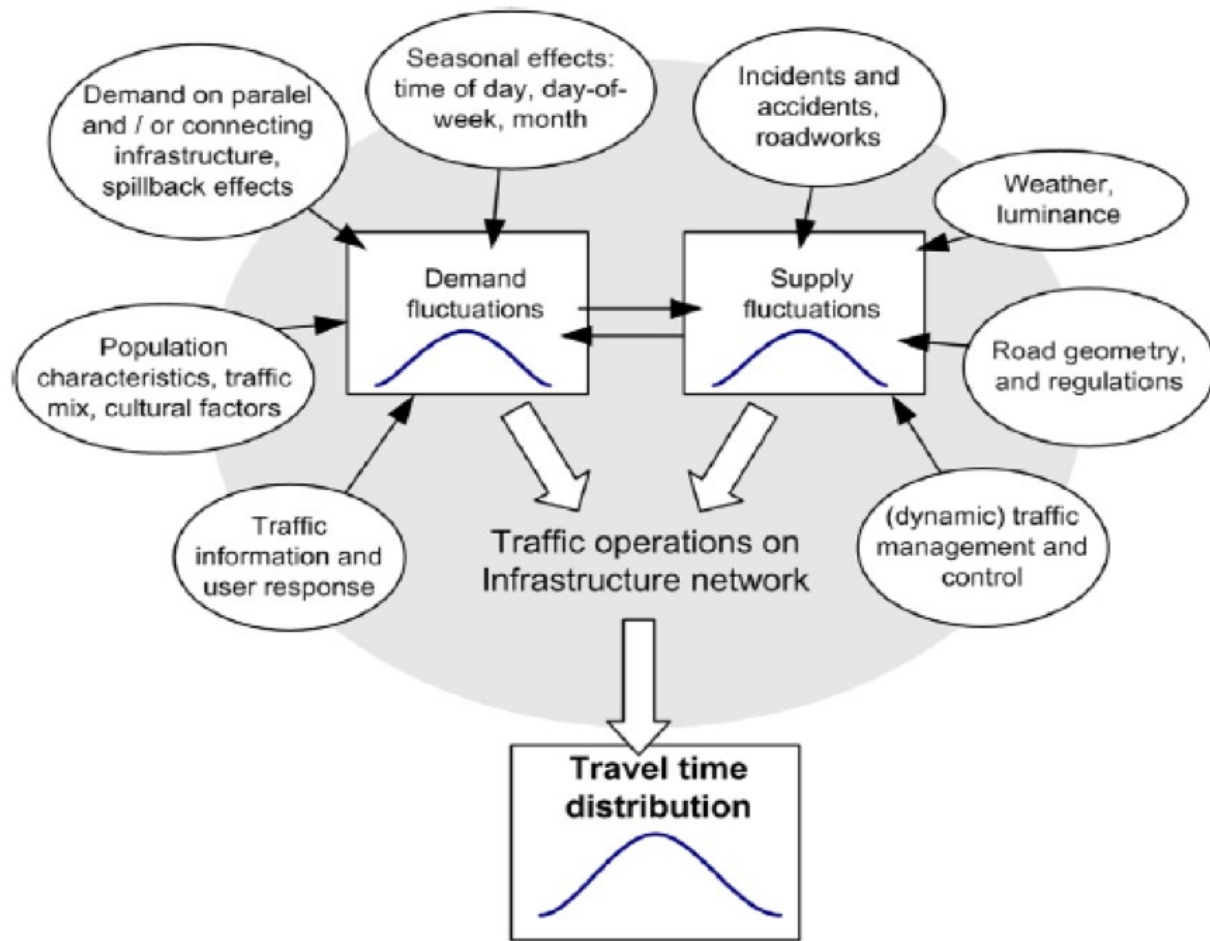 Seasonal effects:
time of day, day-of-
week, month
Incidents and
accidents,
roadworks
Demand on paralel
and / or connecting
infrastructure,
spillback effects
Weather,
luminance
Demand
fluctuations
Supply
fluctuations
Population
characteristics, traffic
mix, cultural factors
Road geometry,
and regulations
Traffic
information and
user response
Traffic operations on
Infrastructure network
(dynamic) traffic
management and
control
Travel time
distribution